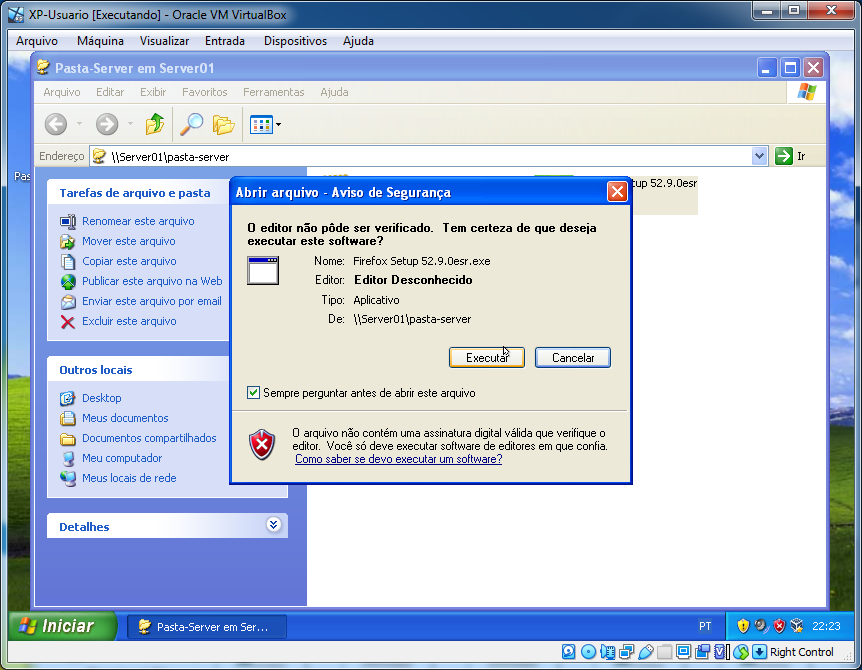 XP-Usuario [Executando] - Oracle VM VirtualBox
Arquivo Máquina Visualizar Entrada Dispositivos Ajuda
Pasta-Server em Server01
Arquivo Editar Exibir Favoritos Ferramentas Ajuda
Endereço \\Server01\pasta-server Ir
Pas
Tarefas de arquivo e pasta
Renomear este arquivo
Mover este arquivo
Copiar este arquivo
Publicar este arquivo na Web
Enviar este arquivo por email
Excluir este arquivo
Outros locais
Desktop
Meus documentos
Documentos compartilhados
Meu computador
Meus locais de rede
Detalhes
tup 52.9.0esr
Abrir arquivo - Aviso de Segurança
O editor não pôde ser verificado. Tem certeza de que deseja
executar este software?
Nome: Firefox Setup 52.9.0esr.exe
Editor: Editor Desconhecido
Tipo: Aplicativo
De: \\Server01\pasta-server
Executar Cancelar
Sempre perguntar antes de abrir este arquivo
O arquivo não contém uma assinatura digital válida que verifique o
editor. Você só deve executar software de editores em que confia.
Como saber se devo executar um software?
Iniciar Pasta-Server em Ser... PT 22:23
Right Control